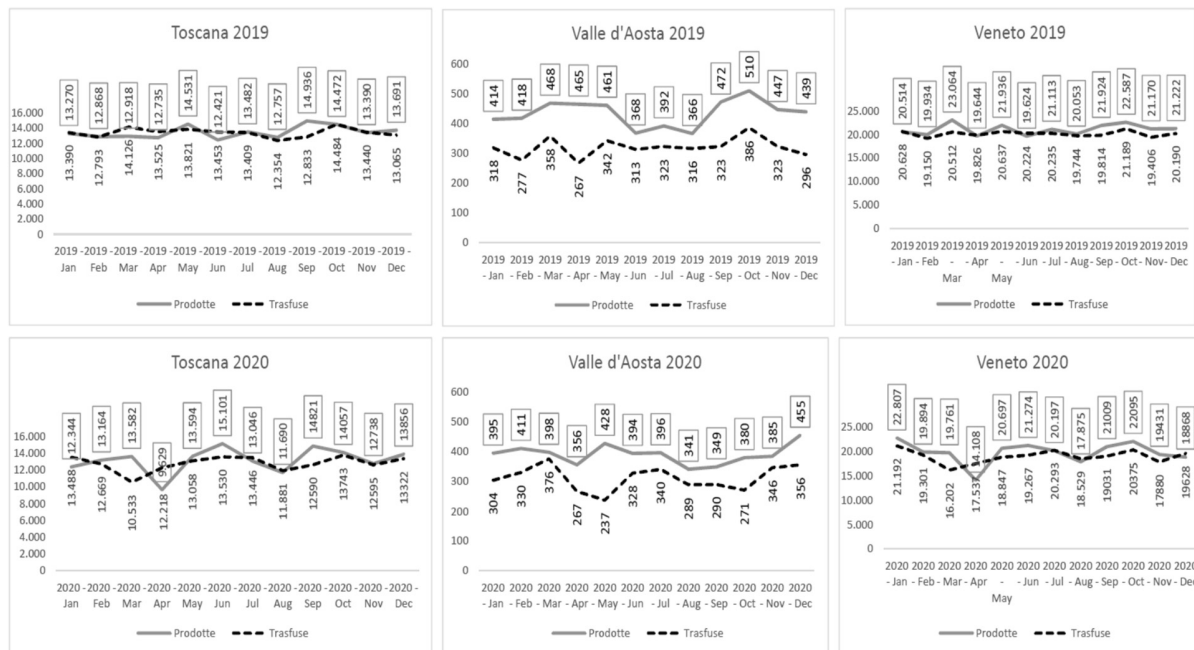 Toscana 2019
13.270 12.868 12.918 12.735 14.531 12.421 13.482 12.757 14.936 14.472 13.390 13.691
16.000
14.000
12.000
10.000
8.000
6.000
4.000
2.000
0
13.390 12.793 14.126 13.525 13.821 13.453 13.409 12.354 12.833 14.484 13.440 13.065
2019 - 2019 - 2019 - 2019 - 2019 - 2019 - 2019 - 2019 - 2019 - 2019 - 2019 - 2019 -
Jan Feb Mar Apr May Jun Jul Aug Sep Oct Nov Dec
Prodotte Trasfuse
Valle d'Aosta 2019
600
500
400
300
200
100
0
414 418 468 465 461 368 392 366 472 510 447 439
318 277 358 267 342 313 323 316 323 386 323 296
2019 2019 2019 2019 2019 2019 2019 2019 2019 2019 2019 2019
- Jan - Feb - Mar - Apr - May - Jun - Jul - Aug - Sep - Oct - Nov - Dec
Prodotte Trasfuse
Veneto 2019
20.514 19.934 23.064 19.644 21.936 19.624 21.113 20.053 21.924 22.587 21.170 21.222
25.000
20.000
15.000
10.000
5.000
0
20.628 19.150 20.512 19.826 20.637 20.224 20.235 19.744 19.814 21.189 19.406 20.190
2019 2019 2019 2019 2019 2019 2019 2019 2019 2019 2019 2019
- Jan - Feb - - Apr - - Jun - Jul - Aug - Sep - Oct - Nov - Dec
Mar May
Prodotte Trasfuse
Toscana 2020
12.344 13.164 13.582 9.629 13.594 15.101 13.046 11.690 14821 14057 12738 13856
16.000
14.000
12.000
10.000
8.000
6.000
4.000
2.000
0
13.488 12.669 10.533 12.218 13.058 13.530 13.446 11.881 12590 13743 12595 13322
2020 - 2020 - 2020 - 2020 - 2020 - 2020 - 2020 - 2020 - 2020 - 2020 - 2020 - 2020 -
Jan Feb Mar Apr May Jun Jul Aug Sep Oct Nov Dec
Prodotte Trasfuse
Valle d'Aosta 2020
600
500
400
300
200
100
0
395 411 398 356 428 394 396 341 349 380 385 455
304 330 376 267 237 328 340 289 290 271 346 356
2020 2020 2020 2020 2020 2020 2020 2020 2020 2020 2020 2020
- Jan - Feb - Mar - Apr - May - Jun - Jul - Aug - Sep - Oct - Nov - Dec
Prodotte Trasfuse
Veneto 2020
22.807 19.894 19.761 14.108 20.697 21.274 20.197 17.875 21009 22095 19431 18868
25.000
20.000
15.000
10.000
5.000
0
21.192 19.301 16.202 17.537 18.847 19.267 20.293 18.529 19031 20375 17880 19628
2020 2020 2020 2020 2020 2020 2020 2020 2020 2020 2020 2020
- Jan - Feb - Mar - Apr - - Jun - Jul - Aug - Sep - Oct - Nov - Dec
May
Prodotte Trasfuse